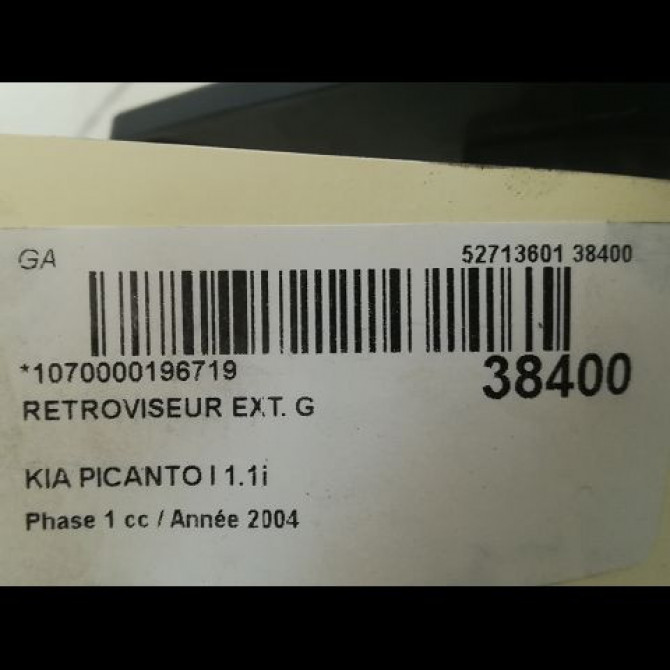 GA 52713601 38400
*1070000196719 38400
RETROVISEUR EXT. G
KIA PICANTO I 1.1i
Phase 1 cc / Année 2004